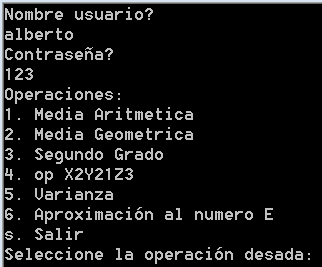 Nombre usuario?
alberto
Contraseña?
123
Operaciones:
1. Media Aritmetica
2. Media Geometrica
3. Segundo Grado
4. op X2Y21Z3
5. Varianza
6. Aproximación al numero E
s. Salir
Seleccione la operación desada: